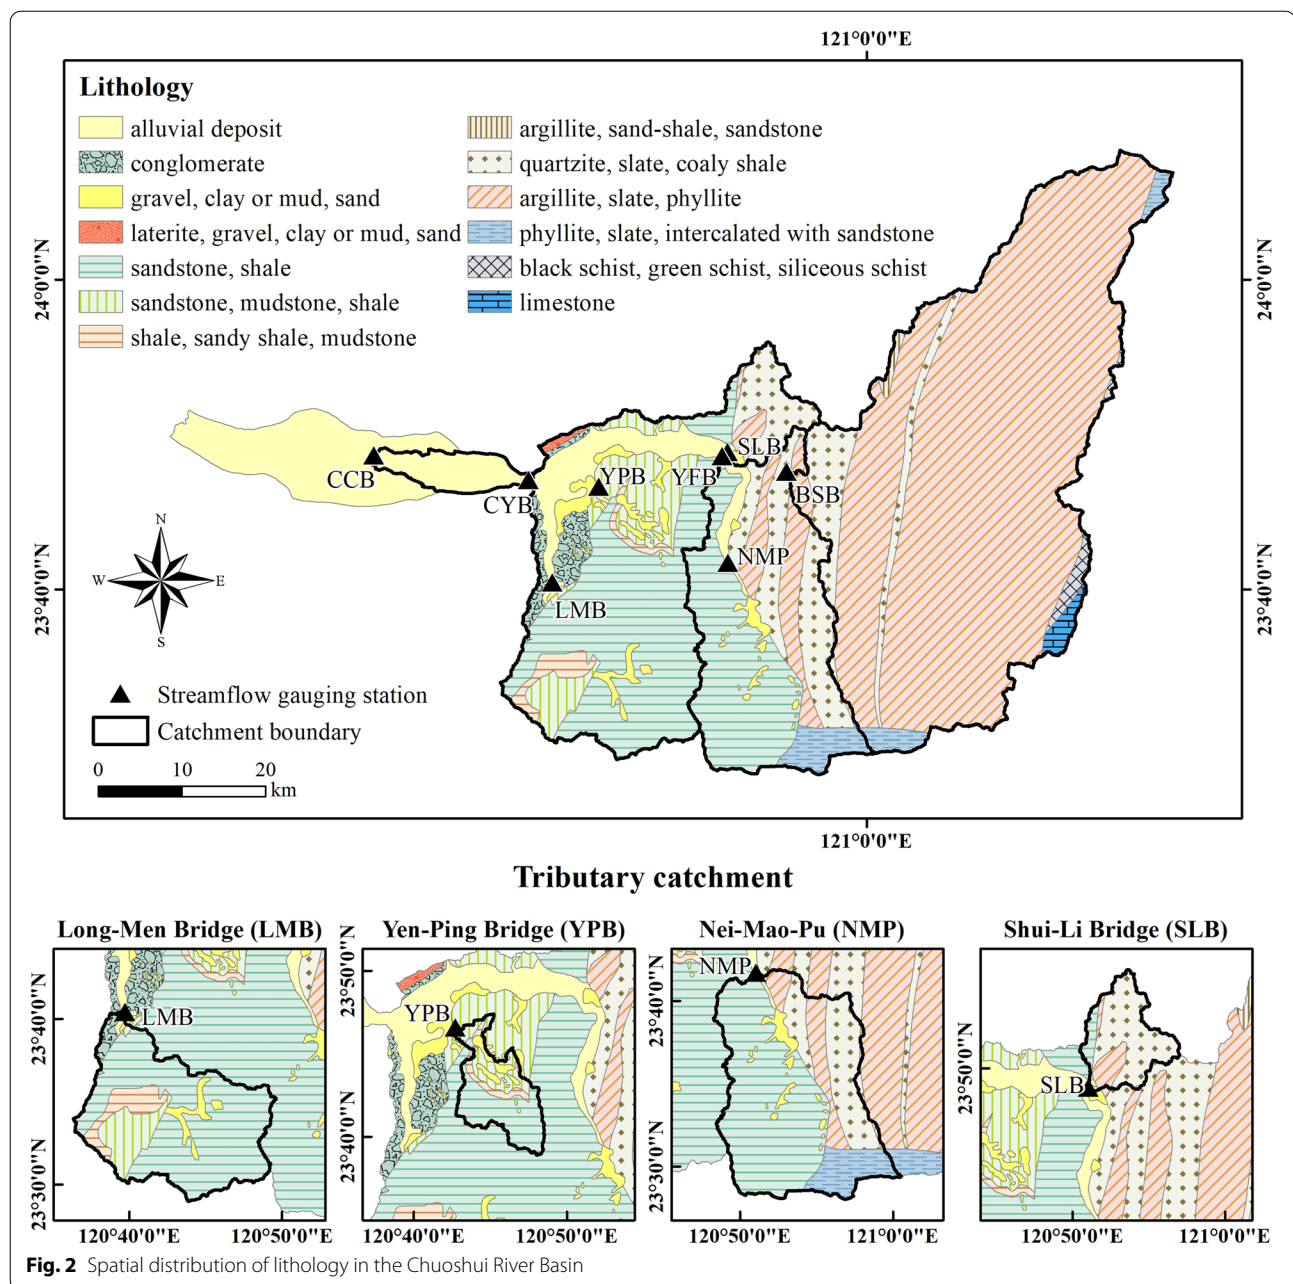 121°0'0"E
Lithology
alluvial deposit
conglomerate
gravel, clay or mud, sand
laterite, gravel, clay or mud, sand
sandstone, shale
sandstone, mudstone, shale
shale, sandy shale, mudstone
argillite, sand-shale, sandstone
quartzite, slate, coaly shale
argillite, slate, phyllite
phyllite, slate, intercalated with sandstone
black schist, green schist, siliceous schist
limestone
24°0'0"N
24°0'0"N
SLB
CCB
YPB
YFB
CYB
BSB
N
W
E
S
NMP
LMB
23°40'0"N
23°40'0"N
Streamflow gauging station
Catchment boundary
0 10 20
km
121°0'0"E
Tributary catchment
Long-Men Bridge (LMB)
23°40'0"N
23°30'0"N
LMB
120°40'0"E 120°50'0"E
Yen-Ping Bridge (YPB)
23°50'0"N
23°40'0"N
YPB
120°40'0"E 120°50'0"E
Nei-Mao-Pu (NMP)
NMP
23°40'0"N
23°30'0"N
120°50'0"E 121°0'0"E
Shui-Li Bridge (SLB)
23°50'0"N
SLB
120°50'0"E 121°0'0"E
Fig. 2 Spatial distribution of lithology in the Chuoshui River Basin